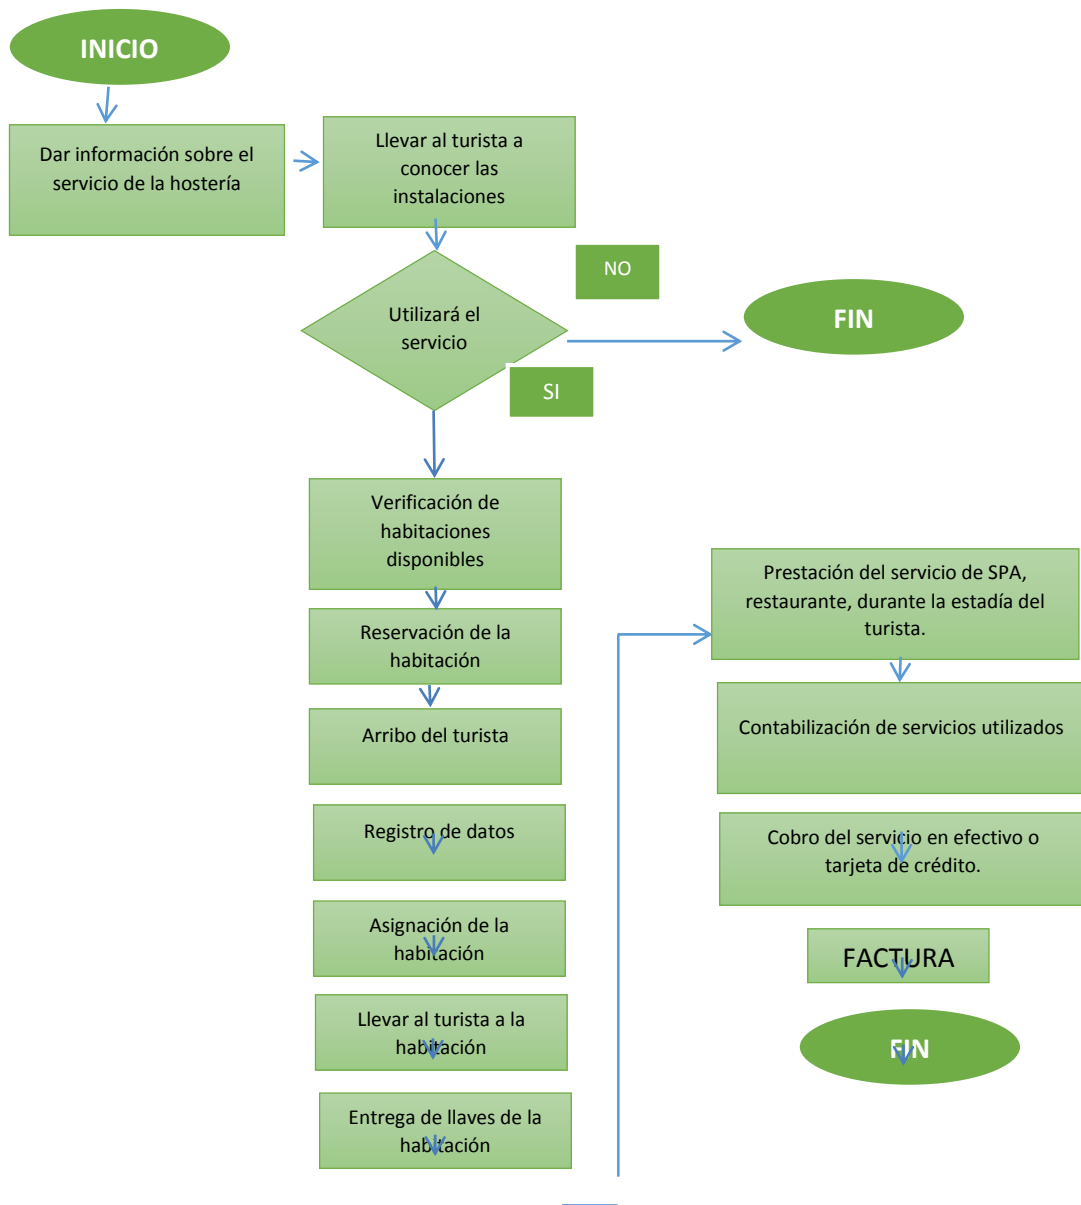 INICIO
Dar información sobre el
servicio de la hostería
Llevar al turista a
conocer las
instalaciones
NO
Utilizará el
servicio
FIN
SI
Verificación de
habitaciones
disponibles
Reservación de la
habitación
Arribo del turista
Registro de datos
Asignación de la
habitación
Llevar al turista a la
habitación
Entrega de llaves de la
habitación
Prestación del servicio de SPA,
restaurante, durante la estadía del
turista.
Contabilización de servicios utilizados
Cobro del servicio en efectivo o
tarjeta de crédito.
FACTURA
FIN